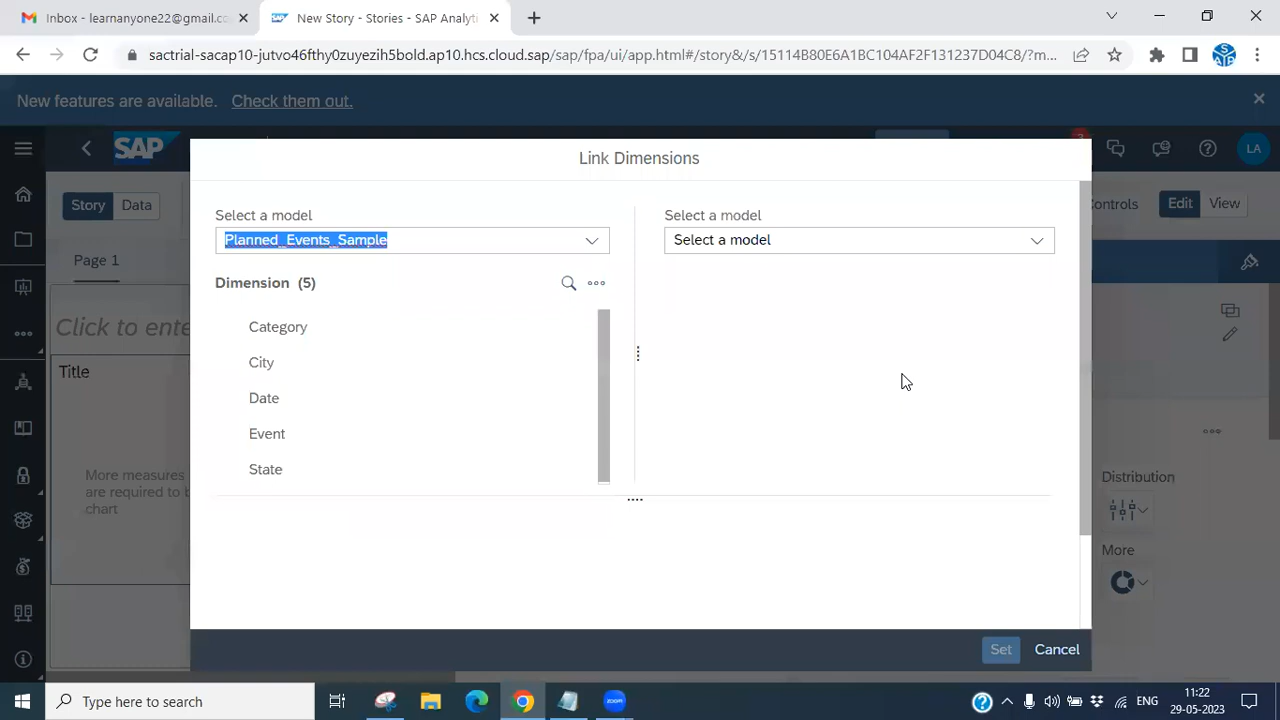 Inbox - learnanyone22@gmail.co
New Story - Stories - SAP Analyti
sactrial-sacap10-jutvo46fthy0zuyezih5bold.ap10.hcs.cloud.sap/sap/fpa/ui/app.html#/story&/s/15114B80E6A1BC104AF2F131237D04C8/?m...
New features are available. Check them out.
SAP
LA
Link Dimensions
Story Data
Controls
Edit View
Select a model
Planned_Events_Sample
Select a model
Select a model
Page 1
Dimension (5)
Click to ente
Category
City
Date
Event
State
Title
More measures
are required to b
chart
Distribution
More
Set
Cancel
Type here to search
zoom
ENG
11:22
29-05-2023